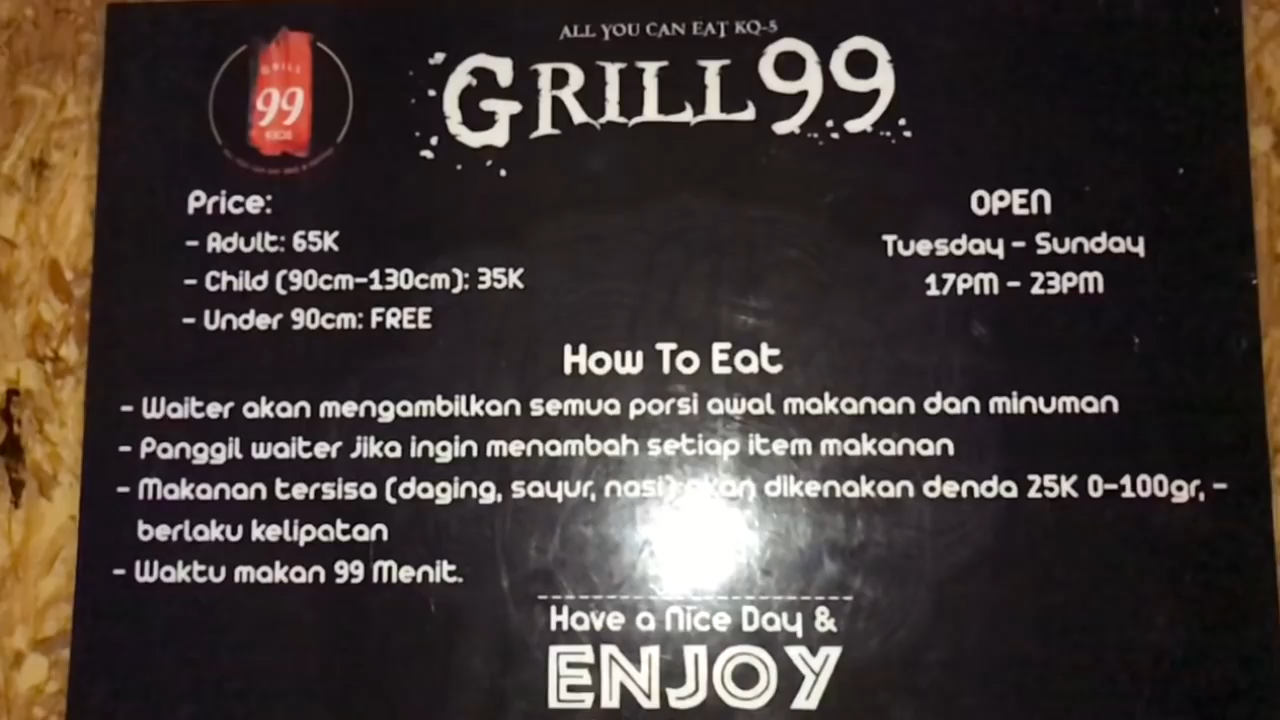 ALL YOU CAN EAT KQ-5
GRILL 99
GRILL
99
Price:
- Adult: 65K
- Child (90cm-130cm): 35K
- Under 90cm: FREE
OPEN
Tuesday - Sunday
17PM - 23PM
How To Eat
- Waiter akan mengambilkan semua porsi awal makanan dan minuman
- Panggil waiter jika ingin menambah setiap item makanan
- Makanan tersisa (daging, sayur, nasi) akan dikenakan denda 25K 0-100gr, -
berlaku kelipatan
- Waktu makan 99 Menit.
Have a Nice Day &
ENJOY